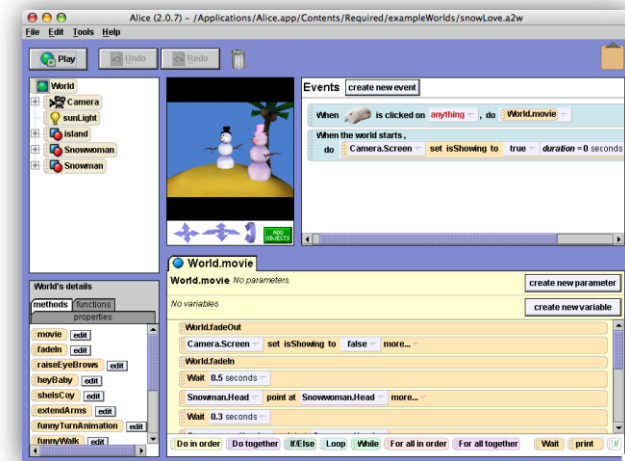 Alice (2.0.7) - /Applications/Alice.app/Contents/Required/exampleWorlds/snowLove.a2w
File Edit Tools Help
Play Undo Redo
World
Camera
sunLight
island
Snowwoman
Snowman
ADD OBJECTS
Events create new event
When is clicked on anything , do World.movie
When the world starts,
do Camera.Screen set isShowing to true duration = 0 seconds
World's details
methods functions
properties
movie edit
fadeIn edit
raiseEyeBrows edit
heyBaby edit
sheIsCoy edit
extendArms edit
funnyTurnAnimation edit
funnyWalk edit
World.movie
World.movie No parameters create new parameter
No variables create new variable
World.fadeOut
Camera.Screen set isShowing to false more...
World.fadeIn
Wait 0.5 seconds
Snowman.Head point at Snowwoman.Head more...
Wait 0.3 seconds
Do in order Do together If/Else Loop While For all in order For all together Wait print //